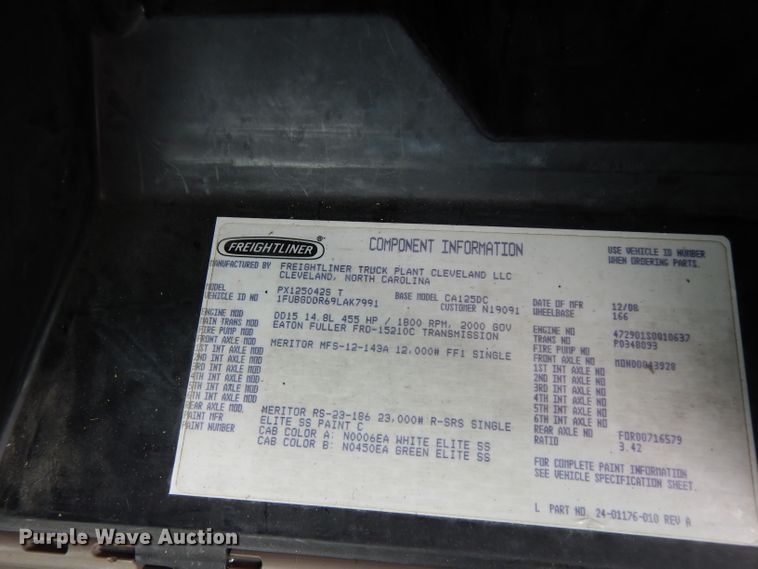 FREIGHTLINER ® COMPONENT INFORMATION
USE VEHICLE ID NUMBER
WHEN ORDERING PARTS.
MANUFACTURED BY FREIGHTLINER TRUCK PLANT CLEVELAND LLC
CLEVELAND, NORTH CAROLINA
MODEL PX125042S T BASE MODEL CA125DC DATE OF MFR 12/08
VEHICLE ID NO 1FUBGDDR69LAK7991 CUSTOMER N19091 WHEELBASE 166
ENGINE MOD DD15 14.8L 455 HP / 1800 RPM, 2000 GOV ENGINE NO 472901S0010637
MAIN TRANS MOD EATON FULLER FRO-15210C TRANSMISSION TRANS NO P0348093
FIRE PUMP MOD FIRE PUMP NO
FRONT AXLE MOD MERITOR MFS-12-143A 12,000# FF1 SINGLE FRONT AXLE NO
1ST INT AXLE MOD 1ST INT AXLE NO
2ND INT AXLE MOD 2ND INT AXLE NO
3RD INT AXLE MOD 3RD INT AXLE NO
4TH INT AXLE MOD 4TH INT AXLE NO
5TH INT AXLE MOD 5TH INT AXLE NO
6TH INT AXLE MOD 6TH INT AXLE NO
REAR AXLE MOD. MERITOR RS-23-186 23,000# R-SRS SINGLE REAR AXLE NO FOR00716579
PAINT MFR ELITE SS PAINT C RATIO 3.42
PAINT NUMBER CAB COLOR A: N0006EA WHITE ELITE SS
CAB COLOR B: N0450EA GREEN ELITE SS
FOR COMPLETE PAINT INFORMATION
SEE VEHICLE SPECIFICATION SHEET.
L PART NO. 24-01176-010 REV A
Purple Wave Auction